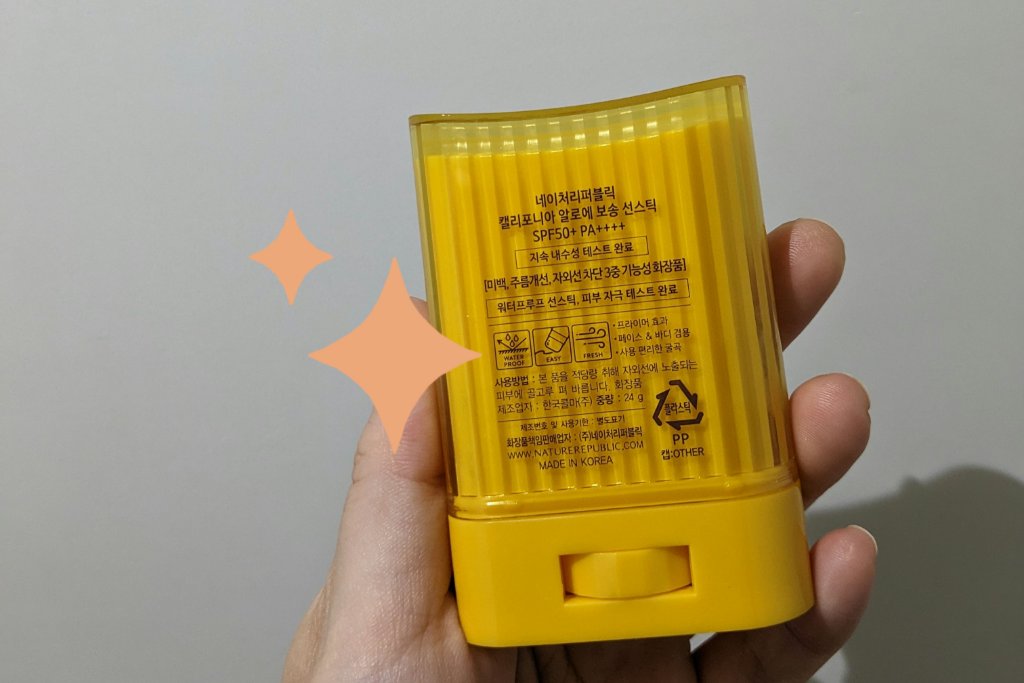 네이처리퍼블릭
캘리포니아 알로에 보송 선스틱
SPF50+ PA++++
지속 내수성 테스트 완료
[미백, 주름개선, 자외선 차단 3중 기능성 화장품]
워터프루프 선스틱, 피부 자극 테스트 완료
WATER PROOF
EASY
FRESH
• 프라이머 효과
• 페이스 & 바디 겸용
• 사용 편리한 굴곡
사용방법 : 본 품을 적당량 취해 자외선에 노출되는
피부에 골고루 펴 바릅니다. 화장품
제조업자 : 한국콜마(주) 중량 : 24 g
제조번호 및 사용기한 : 별도표기
화장품책임판매업자 : (주)네이처리퍼블릭
WWW.NATUREREPUBLIC.COM
MADE IN KOREA
플라스틱
PP
캡:OTHER